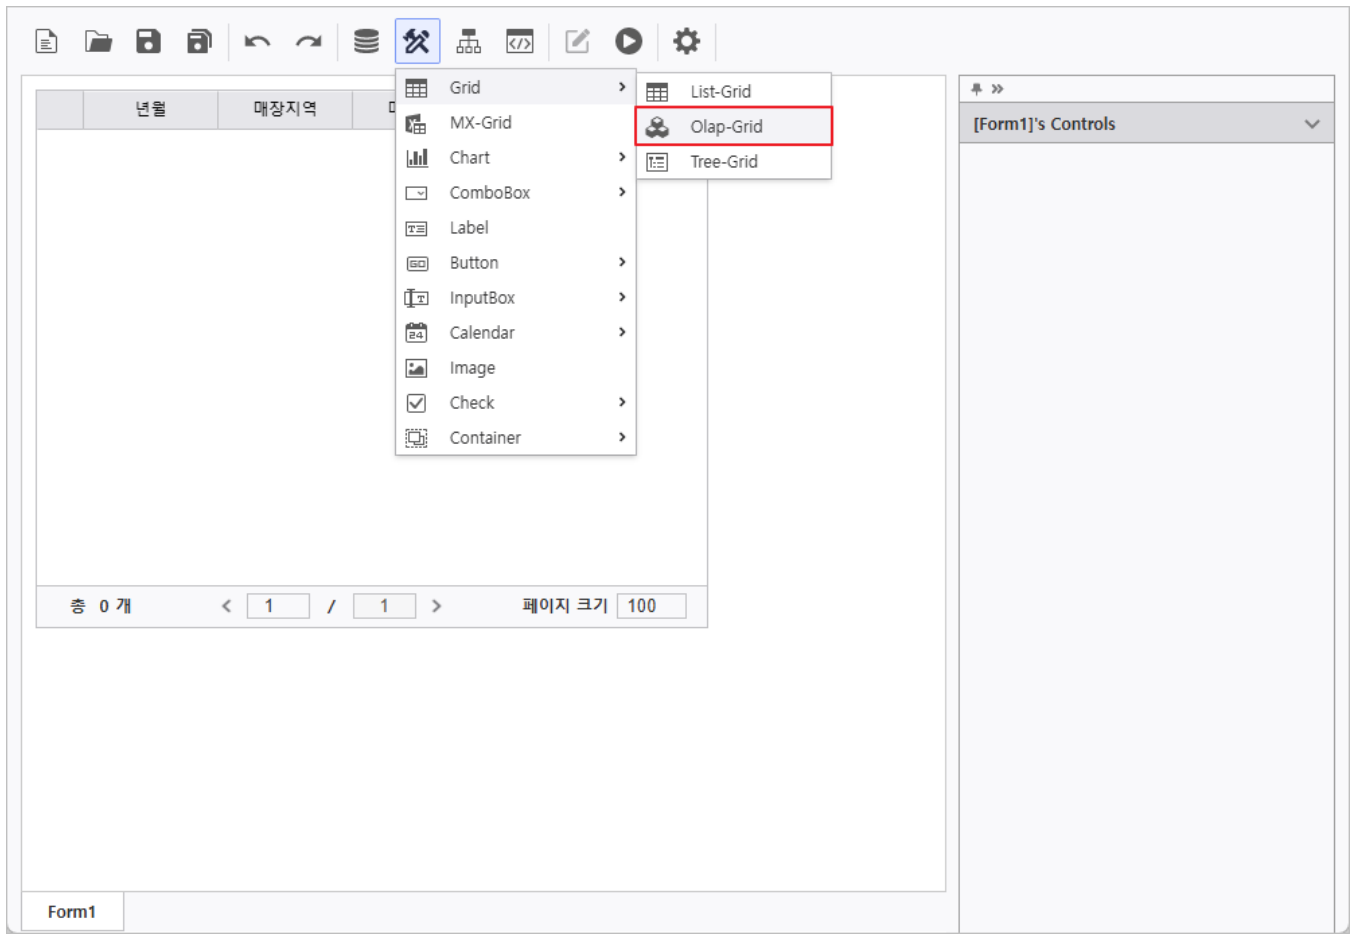 년월 매장지역
Grid
MX-Grid
Chart
ComboBox
Label
Button
InputBox
Calendar
Image
Check
Container
List-Grid
Olap-Grid
Tree-Grid
[Form1]'s Controls
총 0 개 1 / 1 페이지 크기 100
Form1